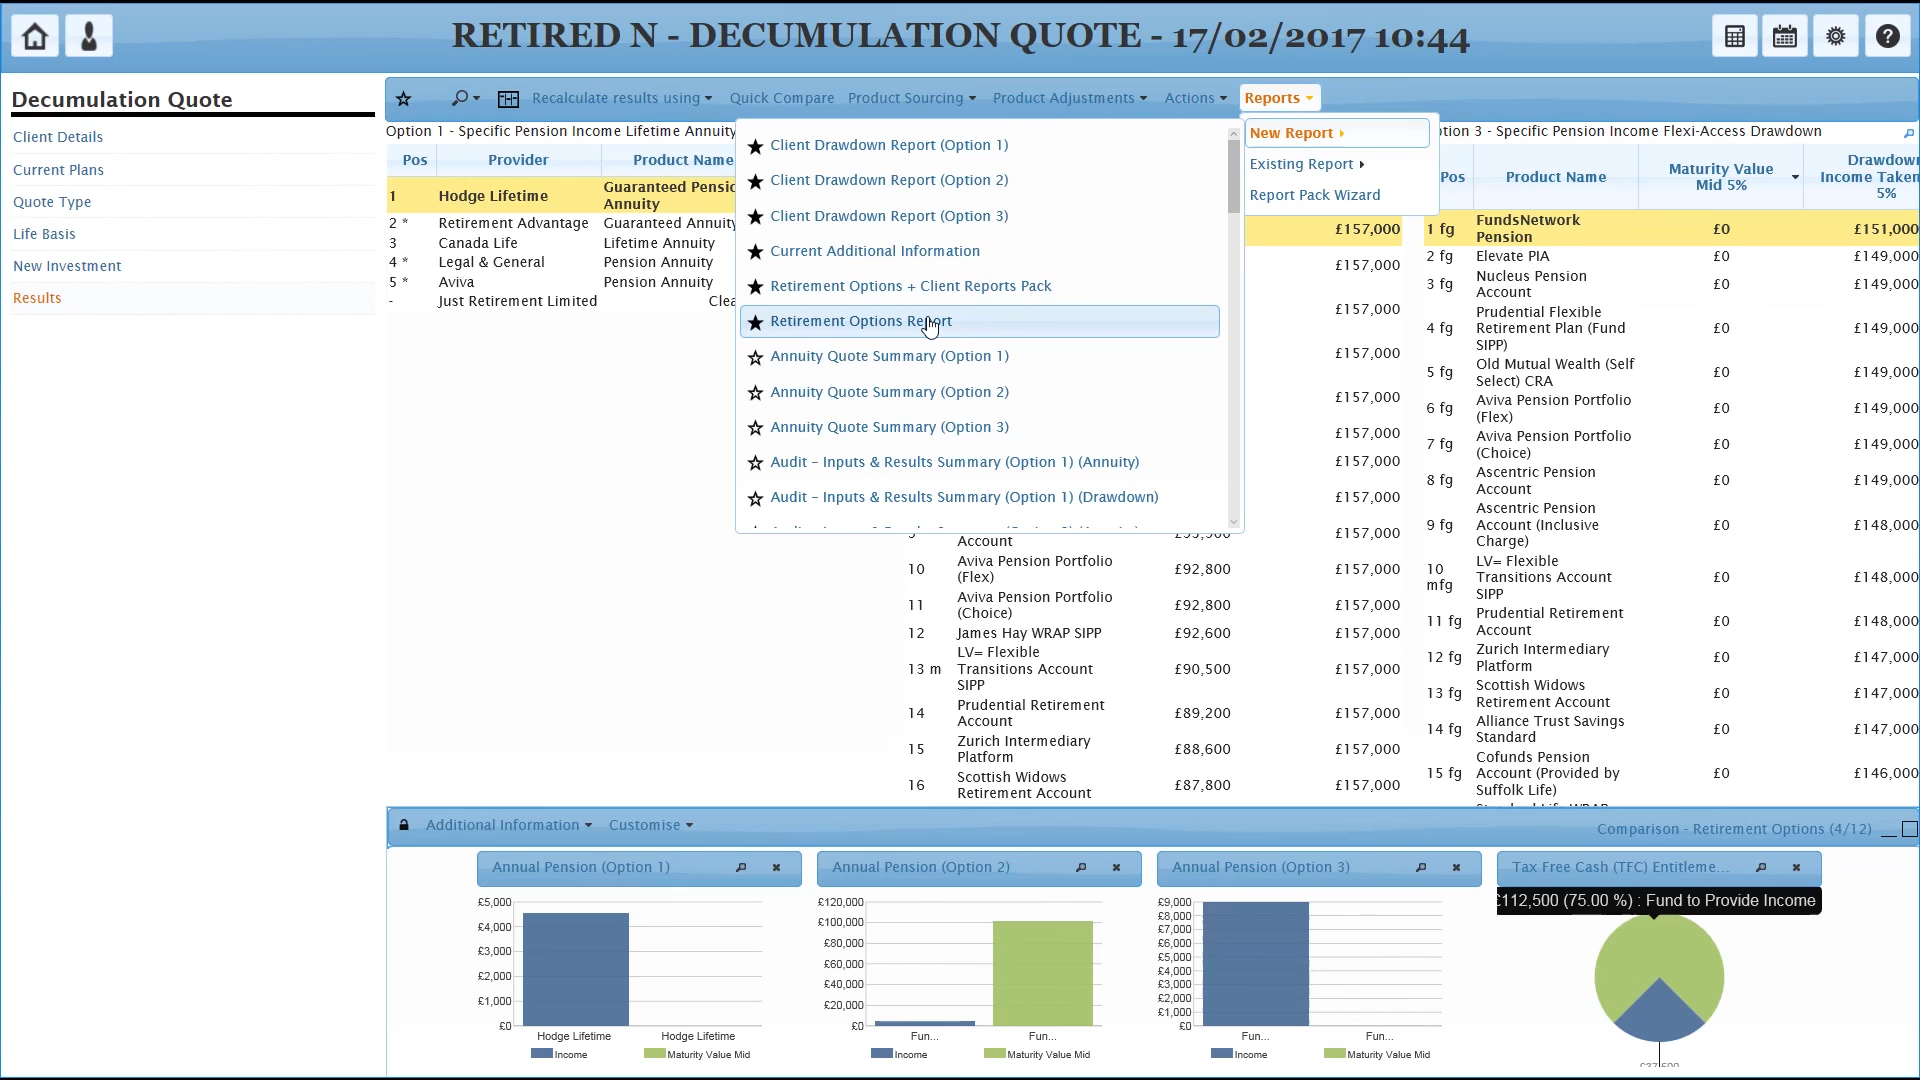 RETIRED N - DECUMULATION QUOTE - 17/02/2017 10:44
Decumulation Quote
Client Details
Current Plans
Quote Type
Life Basis
New Investment
Results
Recalculate results using
Quick Compare
Product Sourcing
Product Adjustments
Actions
Reports
New Report
Existing Report
Report Pack Wizard
Client Drawdown Report (Option 1)
Client Drawdown Report (Option 2)
Client Drawdown Report (Option 3)
Current Additional Information
Retirement Options + Client Reports Pack
Retirement Options Report
Annuity Quote Summary (Option 1)
Annuity Quote Summary (Option 2)
Annuity Quote Summary (Option 3)
Audit – Inputs & Results Summary (Option 1) (Annuity)
Audit – Inputs & Results Summary (Option 1) (Drawdown)
Option 1 - Specific Pension Income Lifetime Annuity
Pos Provider Product Name
1 Hodge Lifetime Guaranteed Pension
Annuity
2 * Retirement Advantage Guaranteed Annuity
3 Canada Life Lifetime Annuity
4 * Legal & General Pension Annuity
5 * Aviva Pension Annuity
- Just Retirement Limited
£157,000
£157,000
£157,000
£157,000
£157,000
£157,000
£157,000
£157,000
£157,000
Account
10 Aviva Pension Portfolio
(Flex) £92,800 £157,000
11 Aviva Pension Portfolio
(Choice) £92,800 £157,000
12 James Hay WRAP SIPP £92,600 £157,000
13 m LV= Flexible
Transitions Account
SIPP £90,500 £157,000
14 Prudential Retirement
Account £89,200 £157,000
15 Zurich Intermediary
Platform £88,600 £157,000
16 Scottish Widows
Retirement Account £87,800 £157,000
tion 3 - Specific Pension Income Flexi-Access Drawdown
Pos Product Name Maturity Value
Mid 5% Drawdown
Income Taken
5%
1 fg FundsNetwork
Pension £0 £151,000
2 fg Elevate PIA £0 £149,000
3 fg Nucleus Pension
Account £0 £149,000
4 fg Prudential Flexible
Retirement Plan (Fund
SIPP) £0 £149,000
5 fg Old Mutual Wealth (Self
Select) CRA £0 £149,000
6 fg Aviva Pension Portfolio
(Flex) £0 £149,000
7 fg Aviva Pension Portfolio
(Choice) £0 £149,000
8 fg Ascentric Pension
Account £0 £149,000
9 fg Ascentric Pension
Account (Inclusive
Charge) £0 £148,000
10
mfg LV= Flexible
Transitions Account
SIPP £0 £148,000
11 fg Prudential Retirement
Account £0 £148,000
12 fg Zurich Intermediary
Platform £0 £147,000
13 fg Scottish Widows
Retirement Account £0 £147,000
14 fg Alliance Trust Savings
Standard £0 £147,000
15 fg Cofunds Pension
Account (Provided by
Suffolk Life) £0 £146,000
Additional Information
Customise
Comparison - Retirement Options (4/12)
Annual Pension (Option 1)
£5,000
£4,000
£3,000
£2,000
£1,000
£0
Hodge Lifetime Hodge Lifetime
Income Maturity Value Mid
Annual Pension (Option 2)
£120,000
£100,000
£80,000
£60,000
£40,000
£20,000
£0
Fun... Fun...
Income Maturity Value Mid
Annual Pension (Option 3)
£9,000
£8,000
£7,000
£6,000
£5,000
£4,000
£3,000
£2,000
£1,000
£0
Fun... Fun...
Income Maturity Value Mid
Tax Free Cash (TFC) Entitleme...
£112,500 (75.00 %) : Fund to Provide Income